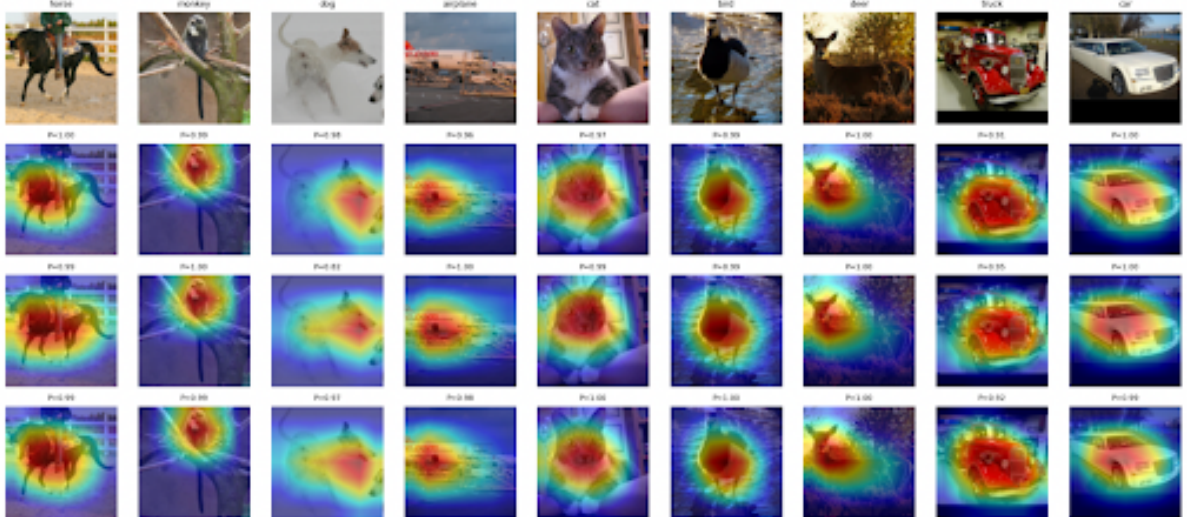 horse monkey dog airplane cat bird deer truck car
P=1.00 P=0.99 P=0.98 P=0.96 P=0.97 P=0.99 P=1.00 P=0.91 P=1.00
P=0.99 P=1.00 P=0.82 P=1.00 P=0.99 P=0.99 P=1.00 P=0.95 P=1.00
P=0.99 P=0.99 P=0.97 P=0.98 P=1.00 P=1.00 P=1.00 P=0.92 P=0.99